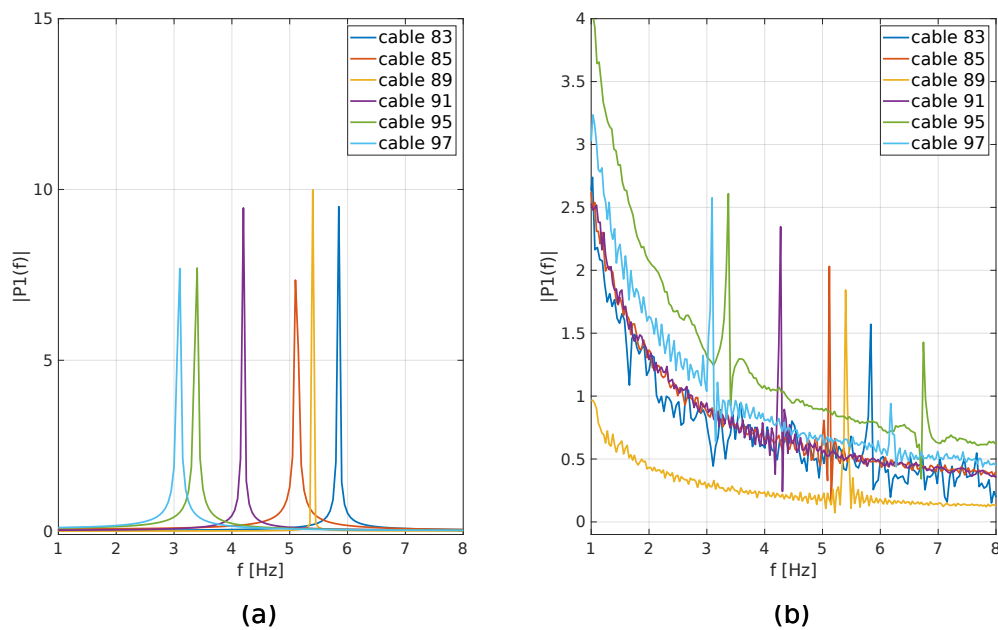 15
10
5
0
|P1(f)|
cable 83
cable 85
cable 89
cable 91
cable 95
cable 97
1 2 3 4 5 6 7 8
f [Hz]
(a)
4
3.5
3
2.5
2
1.5
1
0.5
0
|P1(f)|
cable 83
cable 85
cable 89
cable 91
cable 95
cable 97
1 2 3 4 5 6 7 8
f [Hz]
(b)